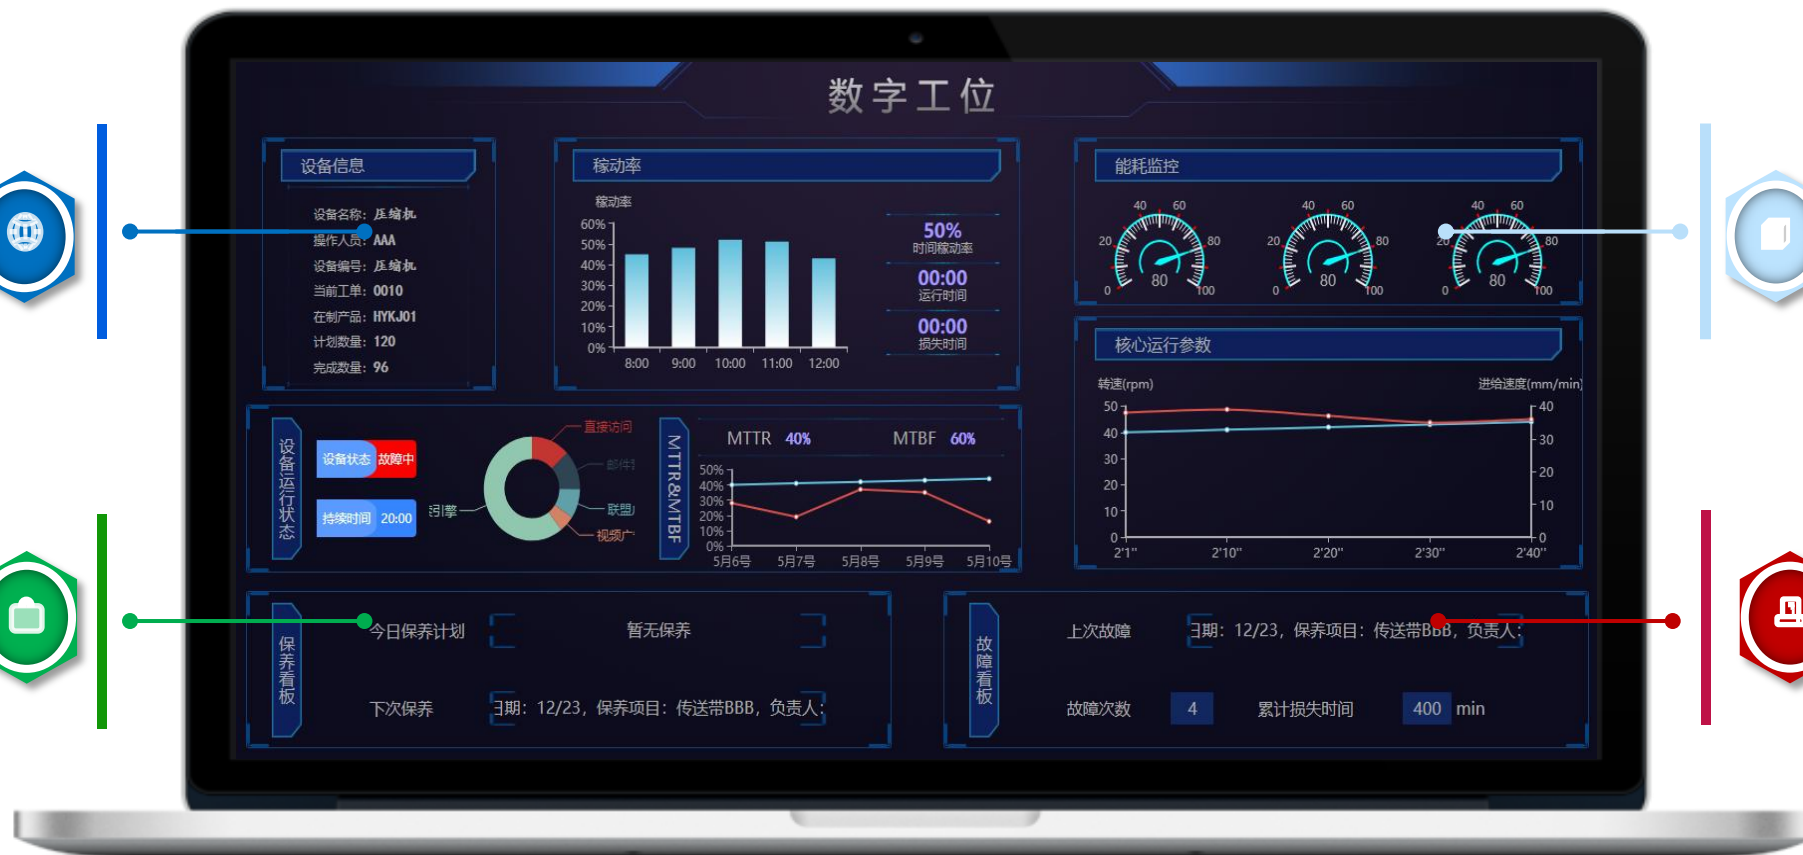 数字工位
设备信息
设备名称：压缩机
操作人员：AAA
设备编号：压缩机
当前工单：0010
在制产品：HYKJ01
计划数量：120
完成数量：96
稼动率
稼动率
60%
50%
40%
30%
20%
10%
0%
8:00 9:00 10:00 11:00 12:00
50%
时间稼动率
00:00
运行时间
00:00
损失时间
能耗监控
0 20 40 60 80 100
80
0 20 40 60 80 100
80
0 20 40 60 80 100
80
核心运行参数
转速(rpm) 进给速度(mm/min)
50 40
40 30
30 20
20 10
10 0
0
2'1" 2'10" 2'20" 2'30" 2'40"
设备运行状态
设备状态 故障中
持续时间 20:00
直接访问
邮件
联盟
视频广
引擎
MTTR&MTBF
MTTR 40% MTBF 60%
50%
40%
30%
20%
10%
0%
5月6号 5月7号 5月8号 5月9号 5月10号
保养看板
今日保养计划 暂无保养
下次保养 日期：12/23，保养项目：传送带BBB，负责人：
故障看板
上次故障 日期：12/23，保养项目：传送带BBB，负责人：
故障次数 4 累计损失时间 400 min